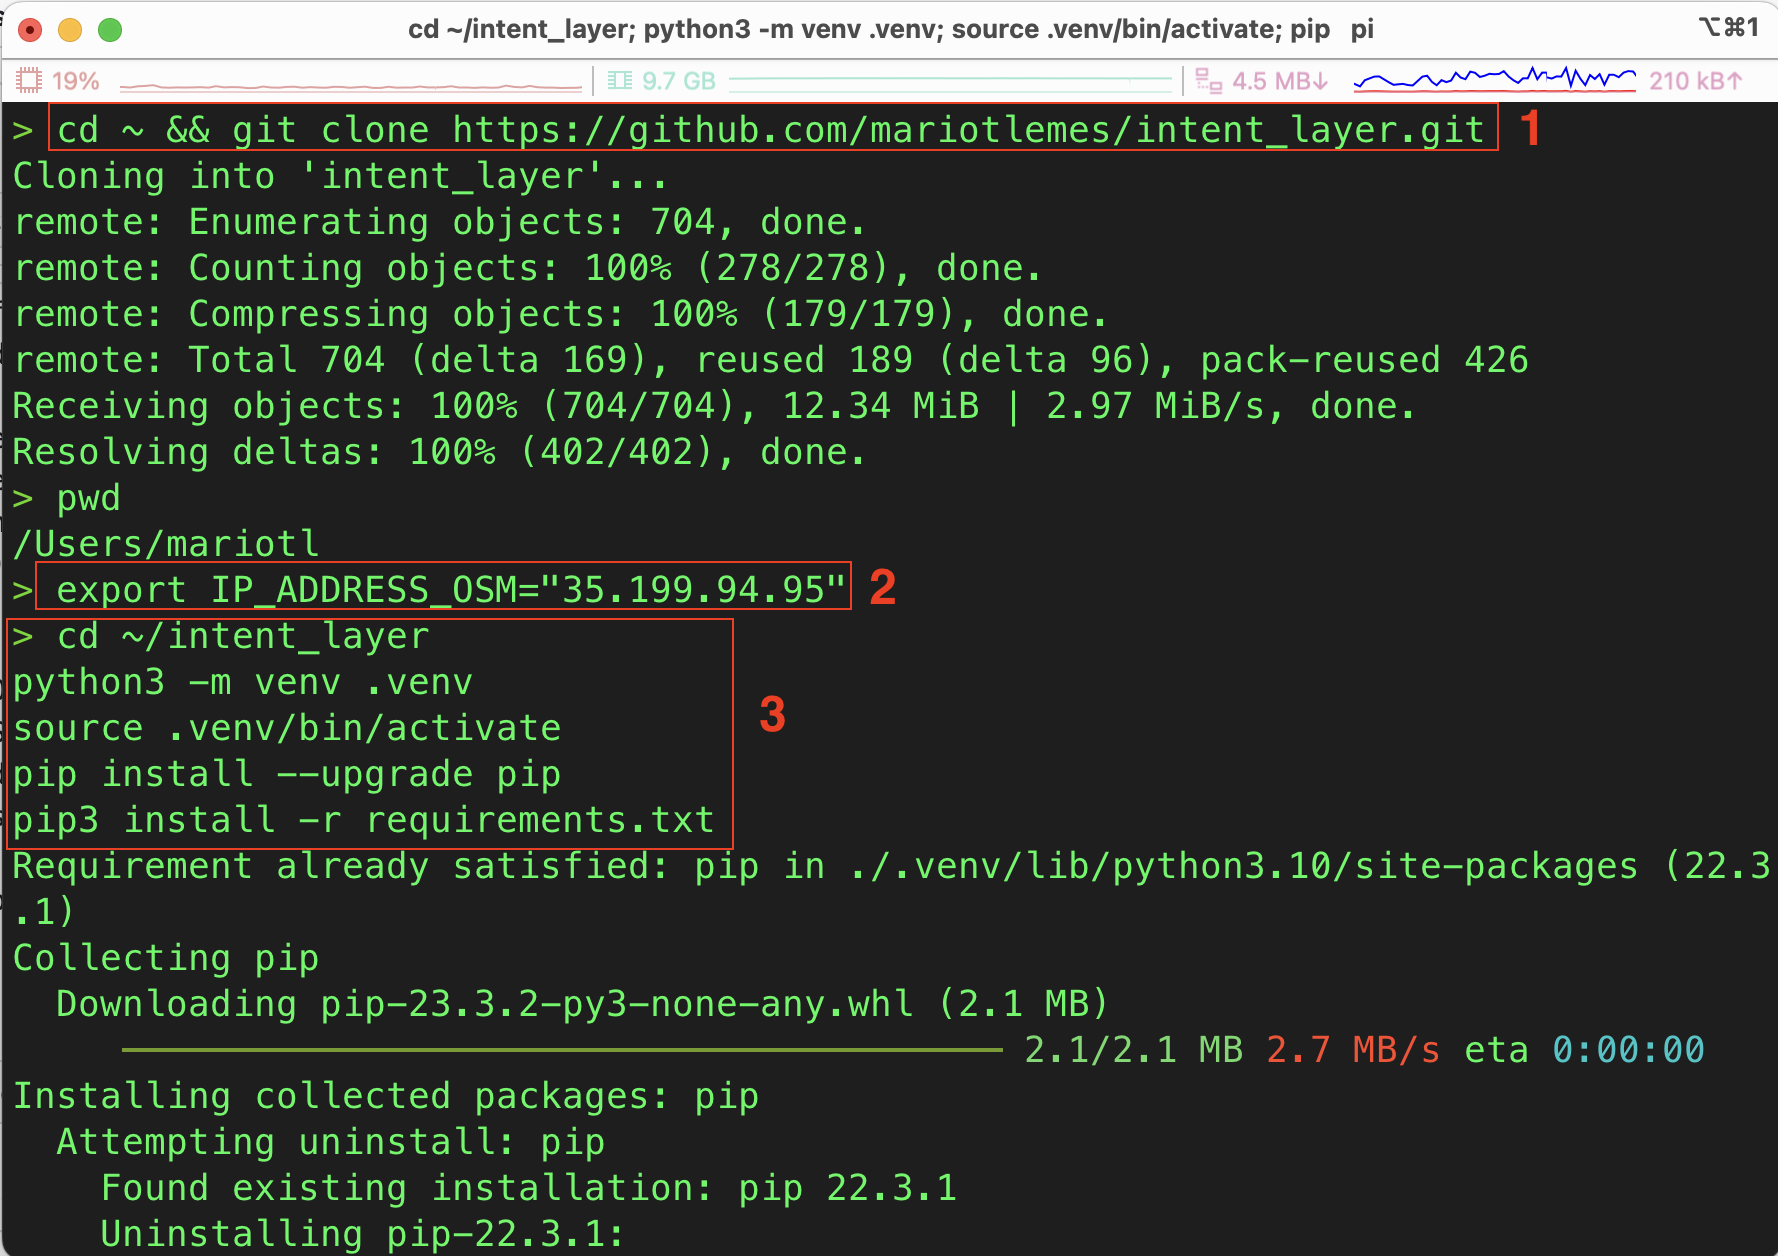 cd ~/intent_layer; python3 -m venv .venv; source .venv/bin/activate; pip   pi
⌥⌘1
19%
9.7 GB
4.5 MB↓
210 kB↑
> cd ~ && git clone https://github.com/mariotlemes/intent_layer.git 1
Cloning into 'intent_layer'...
remote: Enumerating objects: 704, done.
remote: Counting objects: 100% (278/278), done.
remote: Compressing objects: 100% (179/179), done.
remote: Total 704 (delta 169), reused 189 (delta 96), pack-reused 426
Receiving objects: 100% (704/704), 12.34 MiB | 2.97 MiB/s, done.
Resolving deltas: 100% (402/402), done.
> pwd
/Users/mariotl
> export IP_ADDRESS_OSM="35.199.94.95" 2
> cd ~/intent_layer
python3 -m venv .venv
source .venv/bin/activate
3
pip install --upgrade pip
pip3 install -r requirements.txt
Requirement already satisfied: pip in ./.venv/lib/python3.10/site-packages (22.3
.1)
Collecting pip
  Downloading pip-23.3.2-py3-none-any.whl (2.1 MB)
2.1/2.1 MB 2.7 MB/s eta 0:00:00
Installing collected packages: pip
  Attempting uninstall: pip
    Found existing installation: pip 22.3.1
    Uninstalling pip-22.3.1: